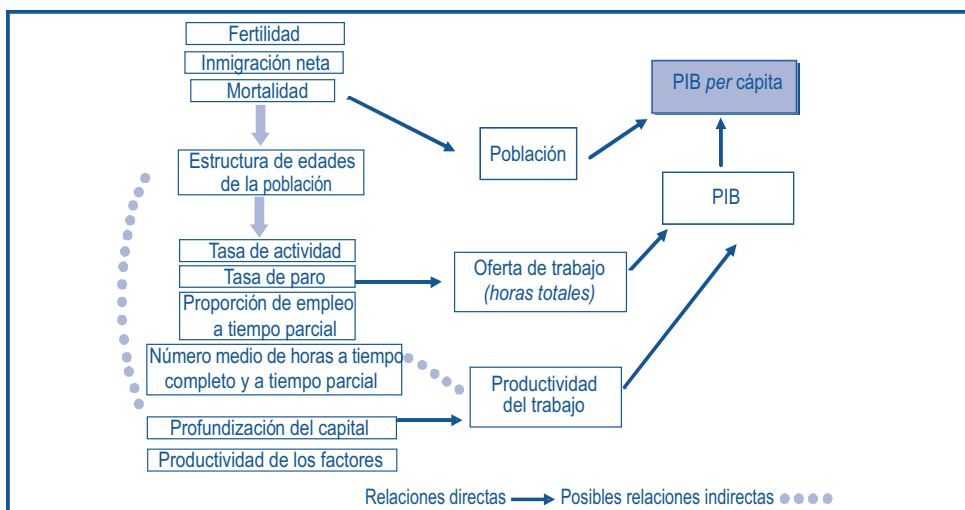 Fertilidad
Inmigración neta
Mortalidad
PIB per cápita
Población
Estructura de edades
de la población
PIB
Tasa de actividad
Tasa de paro
Proporción de empleo
a tiempo parcial
Oferta de trabajo
(horas totales)
Número medio de horas a tiempo
completo y a tiempo parcial
Productividad
del trabajo
Profundización del capital
Productividad de los factores
Relaciones directas
Posibles relaciones indirectas